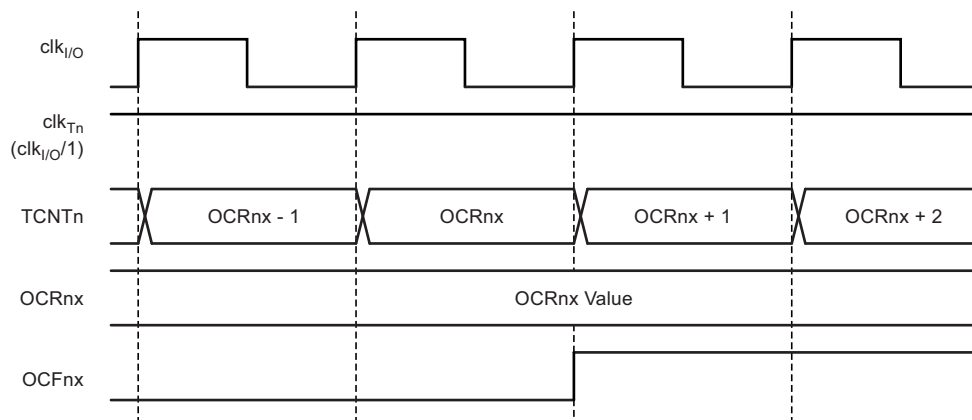 clkI/O
clkTn
(clkI/O/1)
TCNTn OCRnx - 1 OCRnx OCRnx + 1 OCRnx + 2
OCRnx OCRnx Value
OCFnx